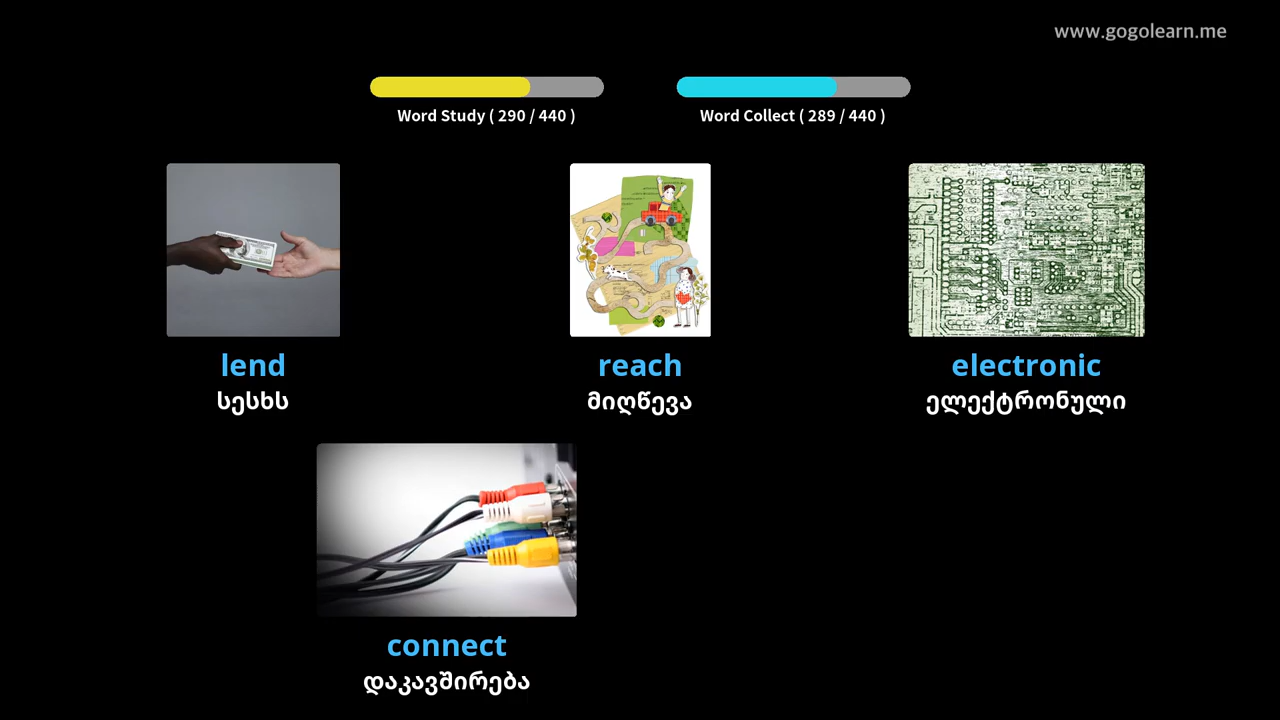 www.gogolearn.me
Word Study ( 290 / 440 )
Word Collect ( 289 / 440 )
lend
სესხს
reach
მიღწევა
electronic
ელექტრონული
connect
დაკავშირება